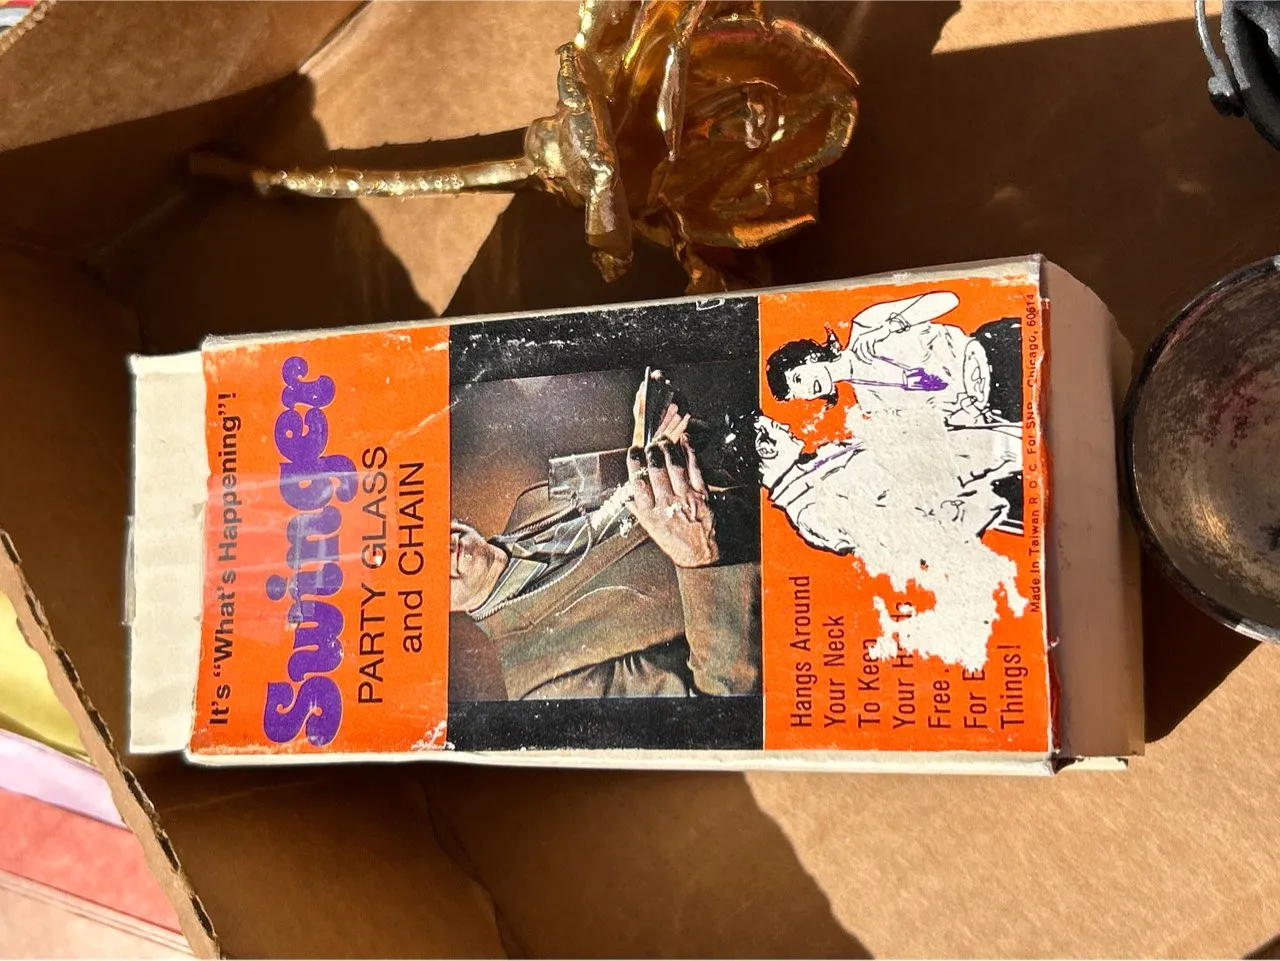 It's "What's Happening"!
Swinger
PARTY GLASS
and CHAIN
Hangs Around
Your Neck
To Keep
Your
Free
For
Things!
Made In Taiwan R.O.C. For SNP Chicago, 60614